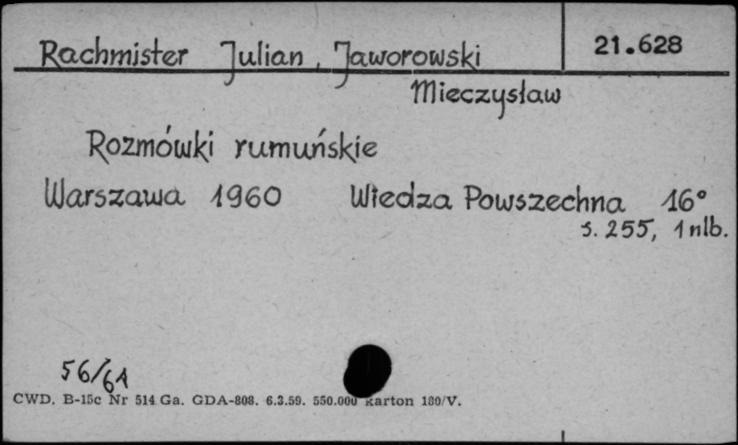 Rachmister Julian, Jaworowski 21.628
Mieczysław
Rozmówki rumuńskie
Warszawa 1960 Wiedza Powszechna 16°
s. 255, 1 nlb.
56/61
CWD. B-15c Nr 514 Ga. GDA-808. 6.3.59. 550.000 karton 180/V.